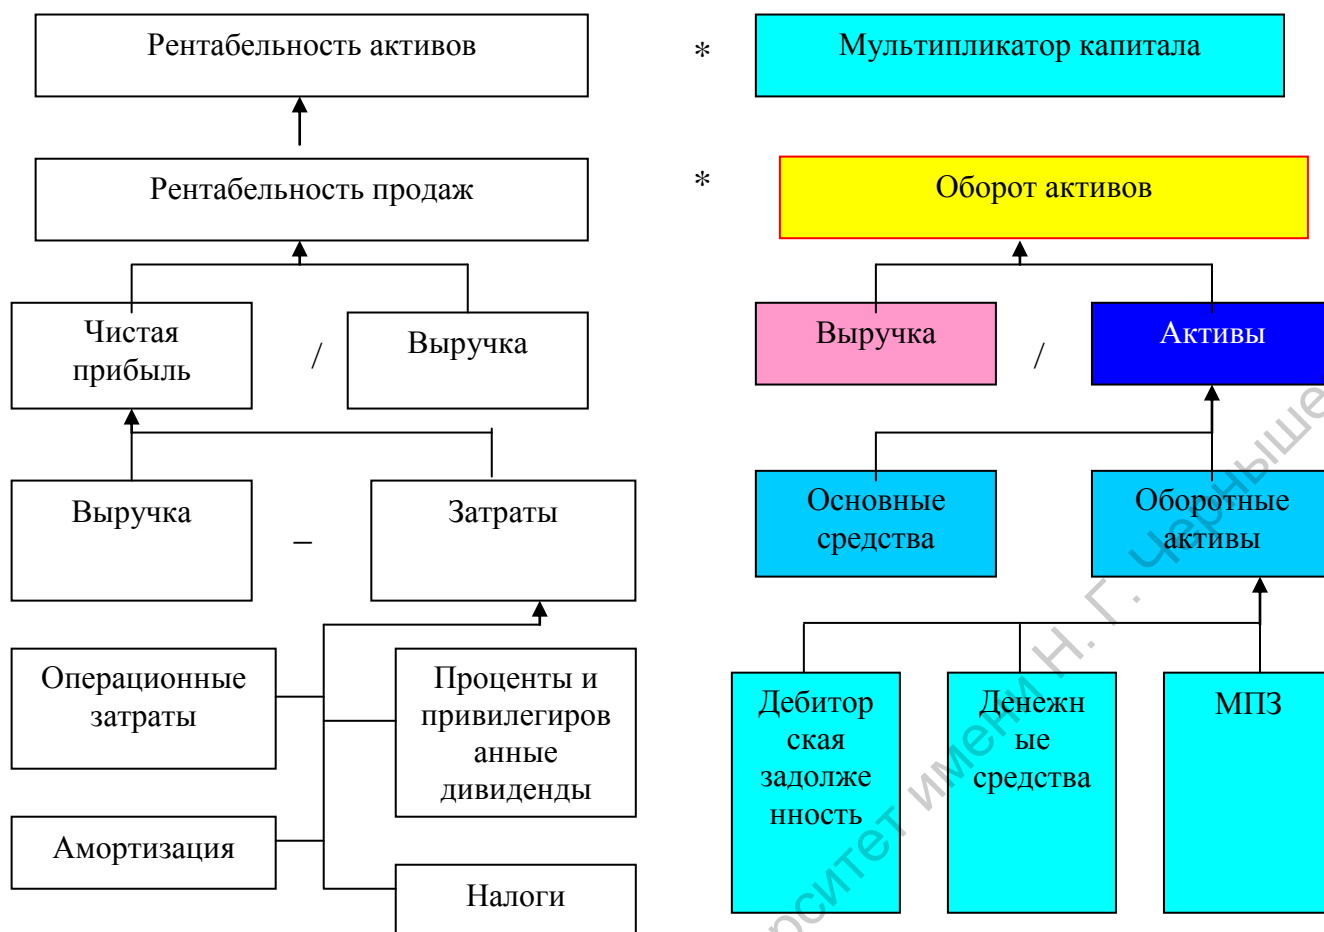 Рентабельность активов
*
Мультипликатор капитала
Рентабельность продаж
*
Оборот активов
Чистая
прибыль
/
Выручка
Выручка
/
Активы
Выручка
–
Затраты
Основные
средства
Оборотные
активы
Операционные
затраты
Проценты и
привилегиров
анные
дивиденды
Дебитор
ская
задолже
нность
Денежн
ые
средства
МПЗ
Амортизация
Налоги
имени Н. Г.